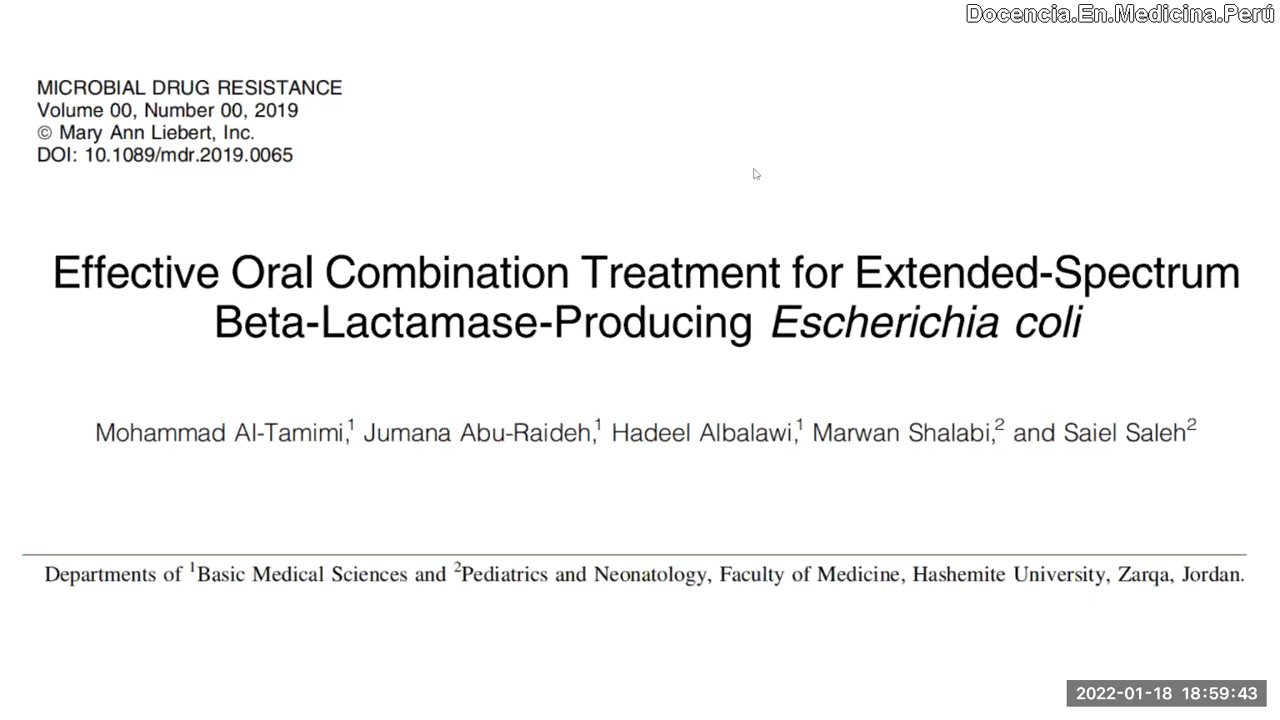 Docencia.En.Medicina.Perú
MICROBIAL DRUG RESISTANCE
Volume 00, Number 00, 2019
© Mary Ann Liebert, Inc.
DOI: 10.1089/mdr.2019.0065
Effective Oral Combination Treatment for Extended-Spectrum
Beta-Lactamase-Producing Escherichia coli
Mohammad Al-Tamimi,¹ Jumana Abu-Raideh,¹ Hadeel Albalawi,¹ Marwan Shalabi,² and Saiel Saleh²
Departments of ¹Basic Medical Sciences and ²Pediatrics and Neonatology, Faculty of Medicine, Hashemite University, Zarqa, Jordan.
2022-01-18 18:59:43